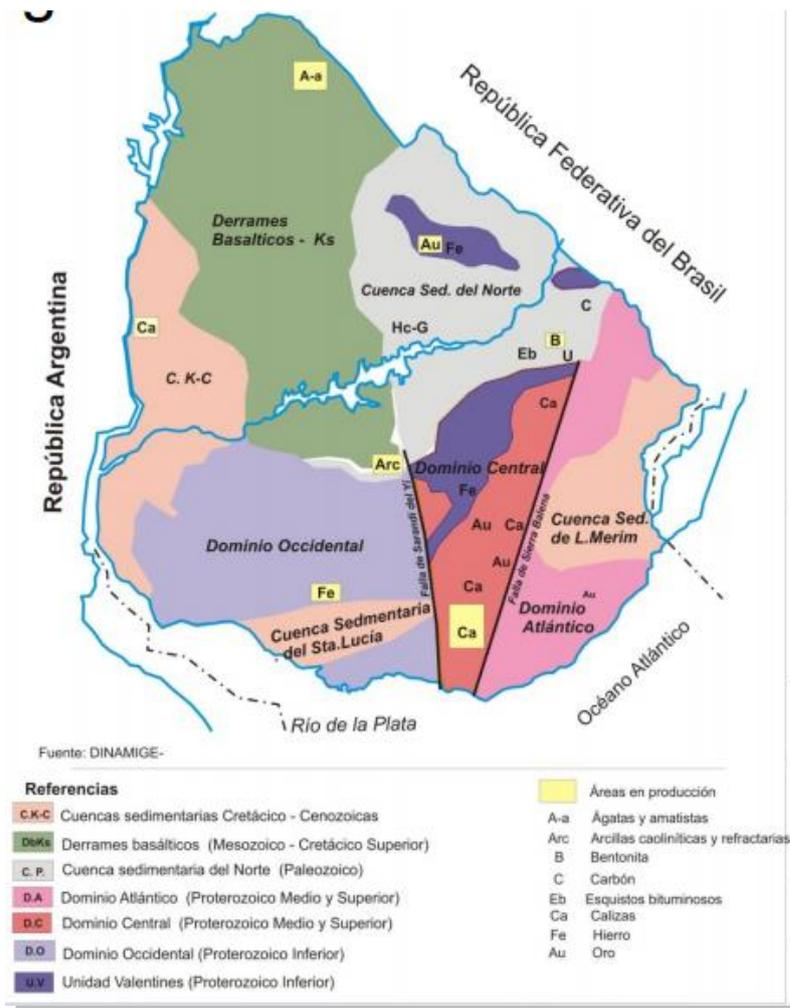 A-a
República Federativa del Brasil
Derrames
Basalticos - Ks
Au Fe
Cuenca Sed. del Norte
República Argentina
C
Ca
Hc-G
B
Eb U
C. K-C
Ca
Arc
Dominio Central
Fe
Falla de Sarandi del Yí
Au Ca
Falla de Sierra Balena
Cuenca Sed.
de L.Merim
Dominio Occidental
Au
Ca
Fe
Au
Dominio
Atlántico
Cuenca Sedmentaria
del Sta.Lucía
Ca
Océano Atlántico
Río de la Plata
Fuente: DINAMIGE-
Referencias
C.K-C Cuencas sedimentarias Cretácico - Cenozoicas
DbKs Derrames basálticos (Mesozoico - Cretácico Superior)
C. P. Cuenca sedimentaria del Norte (Paleozoico)
D.A Dominio Atlántico (Proterozoico Medio y Superior)
D.C Dominio Central (Proterozoico Medio y Superior)
D.O Dominio Occidental (Proterozoico Inferior)
U.V Unidad Valentines (Proterozoico Inferior)
Áreas en producción
A-a Ágatas y amatistas
Arc Arcillas caoliníticas y refractarias
B Bentonita
C Carbón
Eb Esquistos bituminosos
Ca Calizas
Fe Hierro
Au Oro